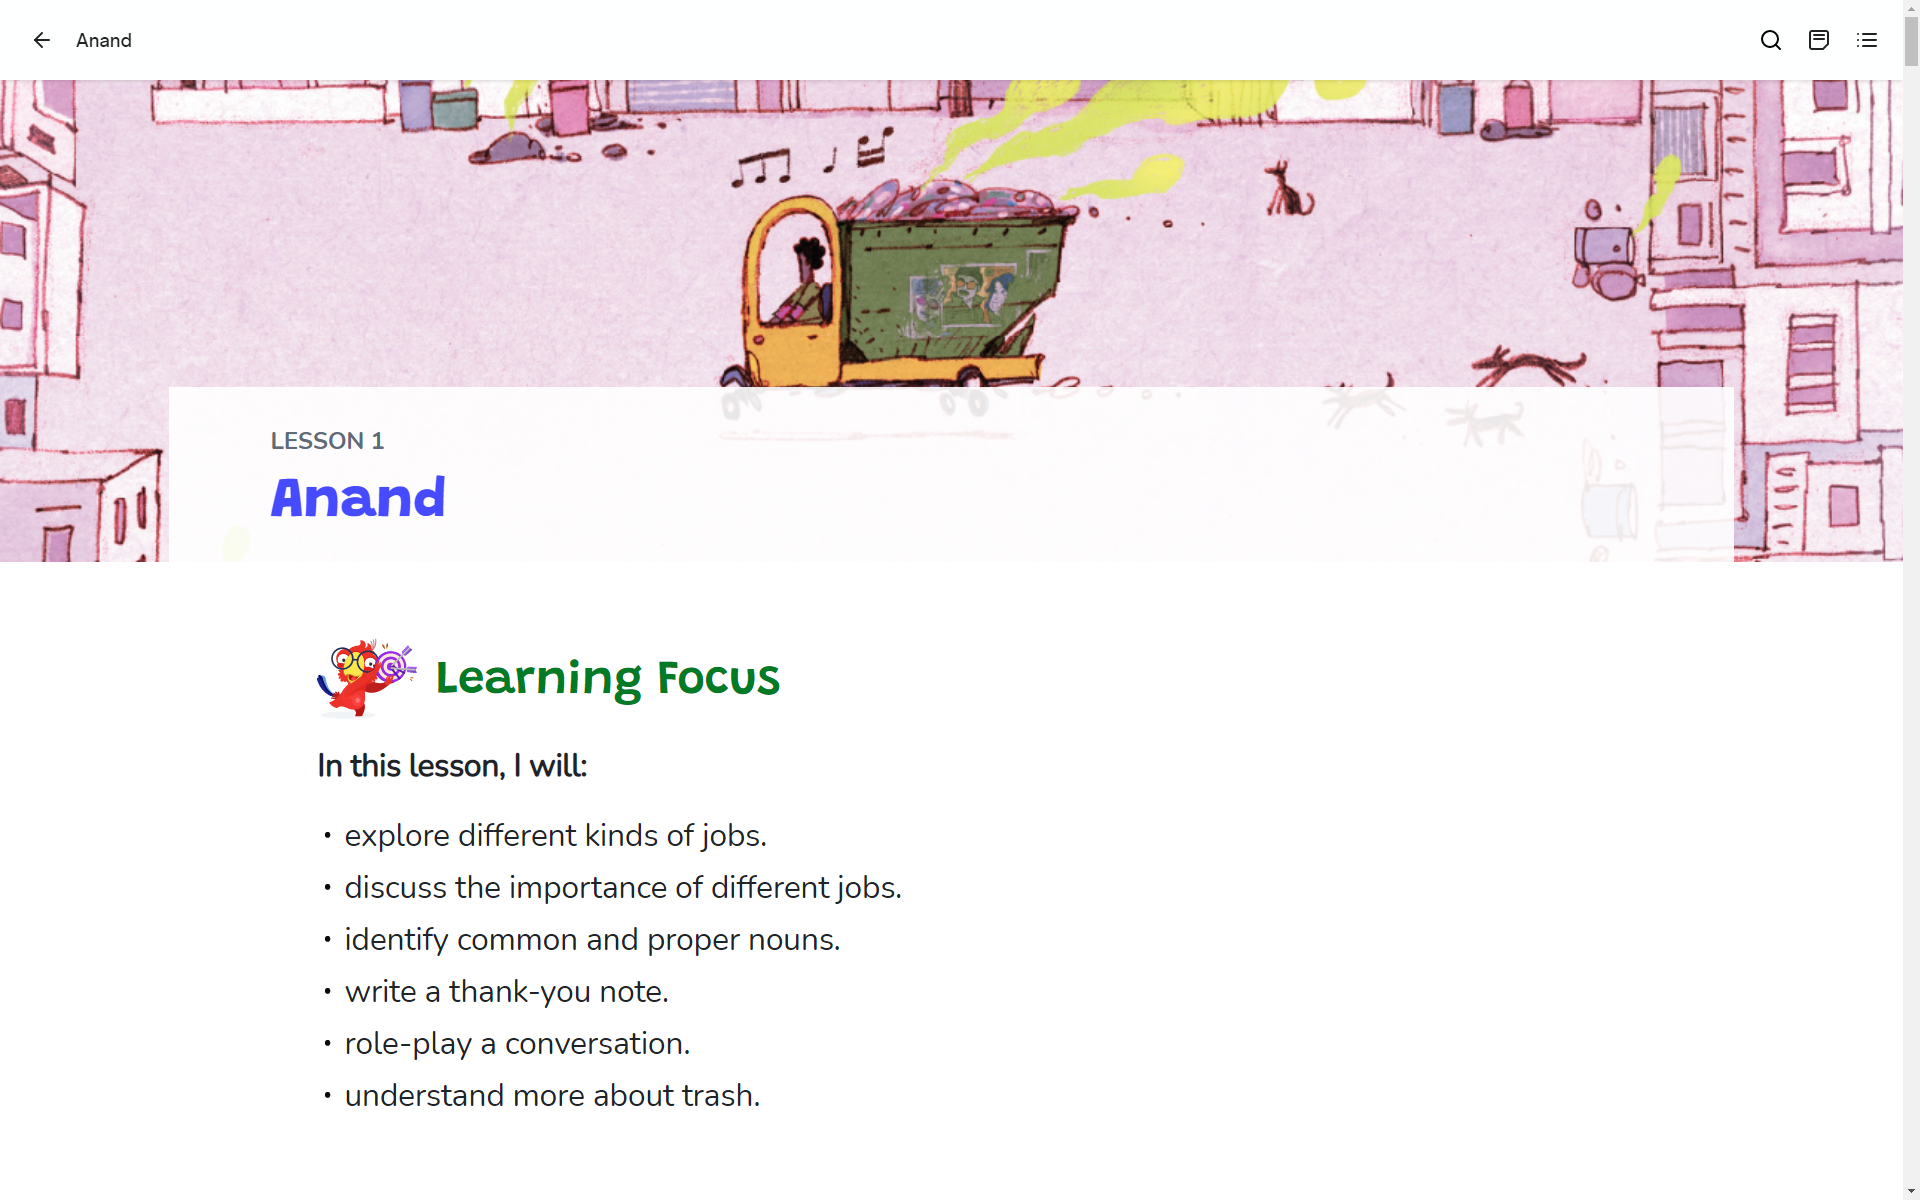 Anand
LESSON 1
Anand
Learning Focus
In this lesson, I will:
• explore different kinds of jobs.
• discuss the importance of different jobs.
• identify common and proper nouns.
• write a thank-you note.
• role-play a conversation.
• understand more about trash.